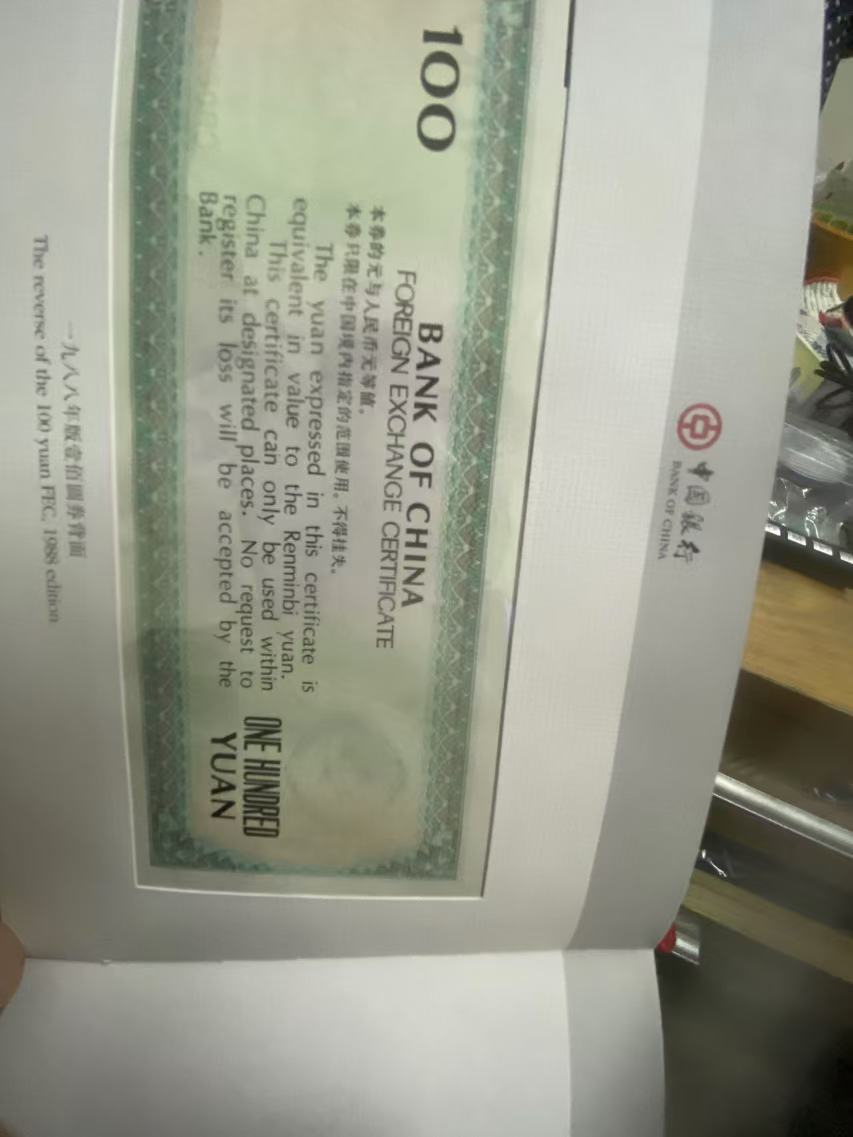 中国银行
BANK OF CHINA
100
BANK OF CHINA
FOREIGN EXCHANGE CERTIFICATE
本券的元与人民币元等值。
本券只限在中国境内指定的范围使用。不得挂失。
The yuan expressed in this certificate is
equivalent in value to the Renminbi yuan.
This certificate can only be used within
China at designated places. No request to
register its loss will be accepted by the
Bank.
ONE HUNDRED
YUAN
一九八八年版壹佰圓券背面
The reverse of the 100 yuan FEC, 1988 edition